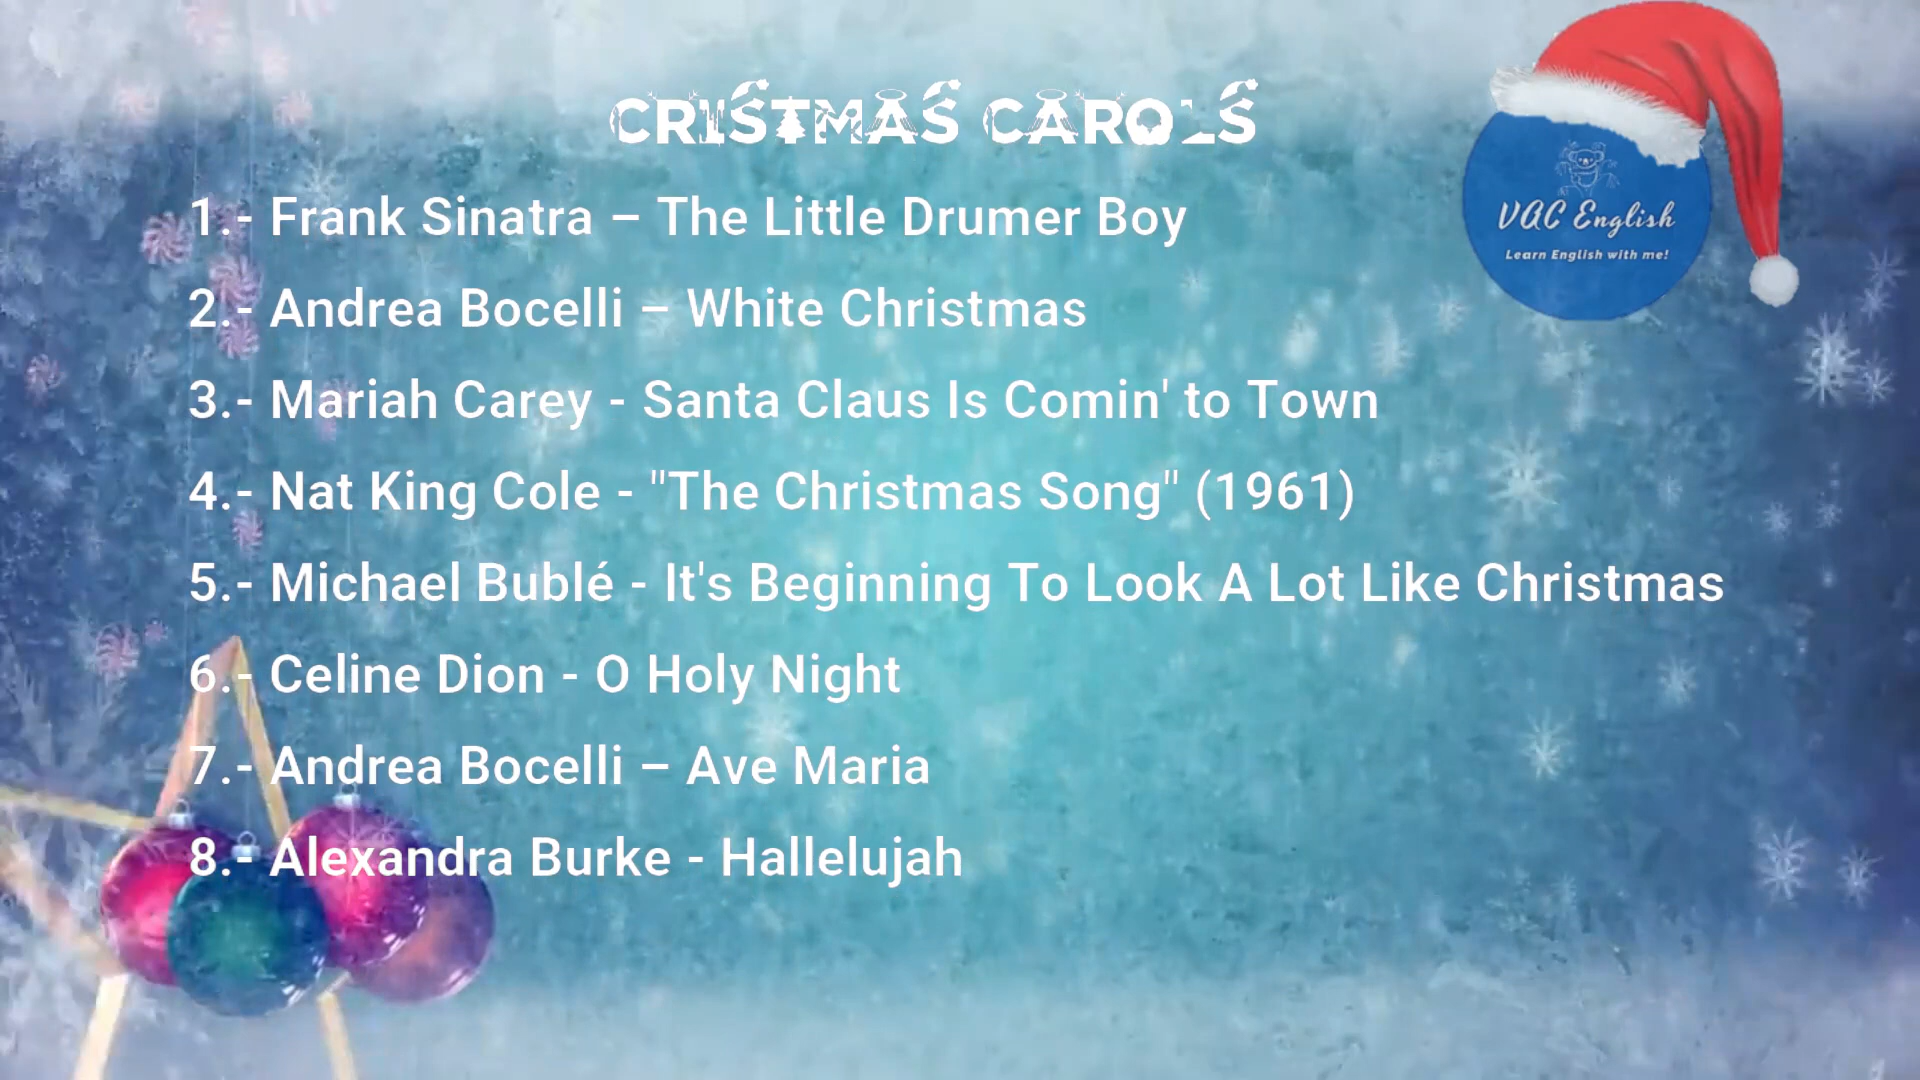 CRISTMAS CAROLS
VGC English
Learn English with me!
1.- Frank Sinatra – The Little Drumer Boy
2.- Andrea Bocelli – White Christmas
3.- Mariah Carey - Santa Claus Is Comin' to Town
4.- Nat King Cole - "The Christmas Song" (1961)
5.- Michael Bublé - It's Beginning To Look A Lot Like Christmas
6.- Celine Dion - O Holy Night
7.- Andrea Bocelli – Ave Maria
8.- Alexandra Burke - Hallelujah